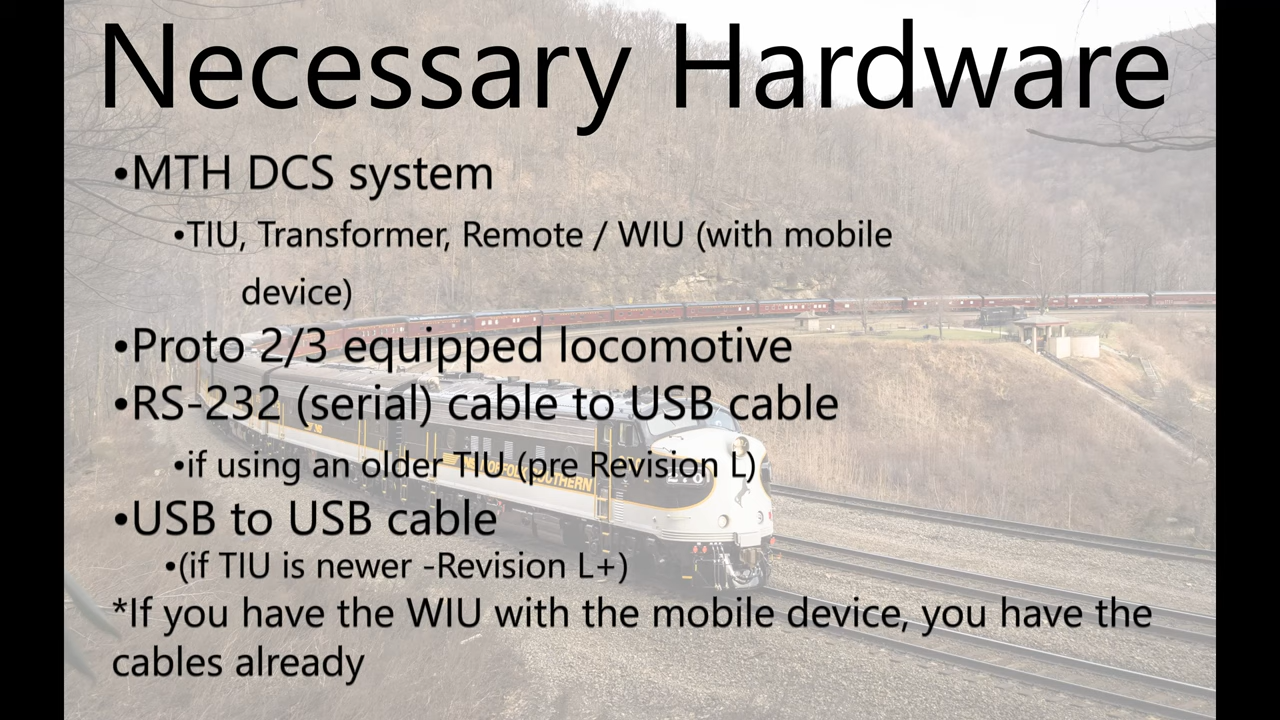 Necessary Hardware
•MTH DCS system
•TIU, Transformer, Remote / WIU (with mobile
device)
•Proto 2/3 equipped locomotive
•RS-232 (serial) cable to USB cable
•if using an older TIU (pre Revision L)
•USB to USB cable
•(if TIU is newer -Revision L+)
*If you have the WIU with the mobile device, you have the
cables already